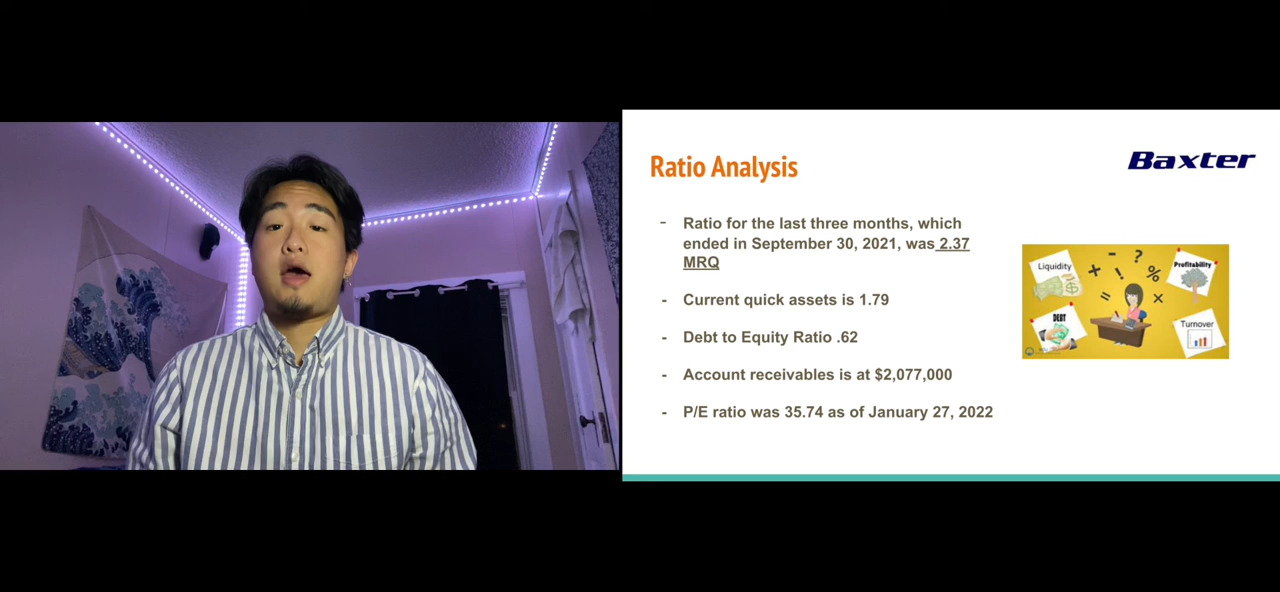 Ratio Analysis
Baxter
- Ratio for the last three months, which
ended in September 30, 2021, was 2.37
MRQ
- Current quick assets is 1.79
- Debt to Equity Ratio .62
- Account receivables is at $2,077,000
- P/E ratio was 35.74 as of January 27, 2022
Liquidity
Profitability
DEBT
Turnover
- ? + ! % = ×
$